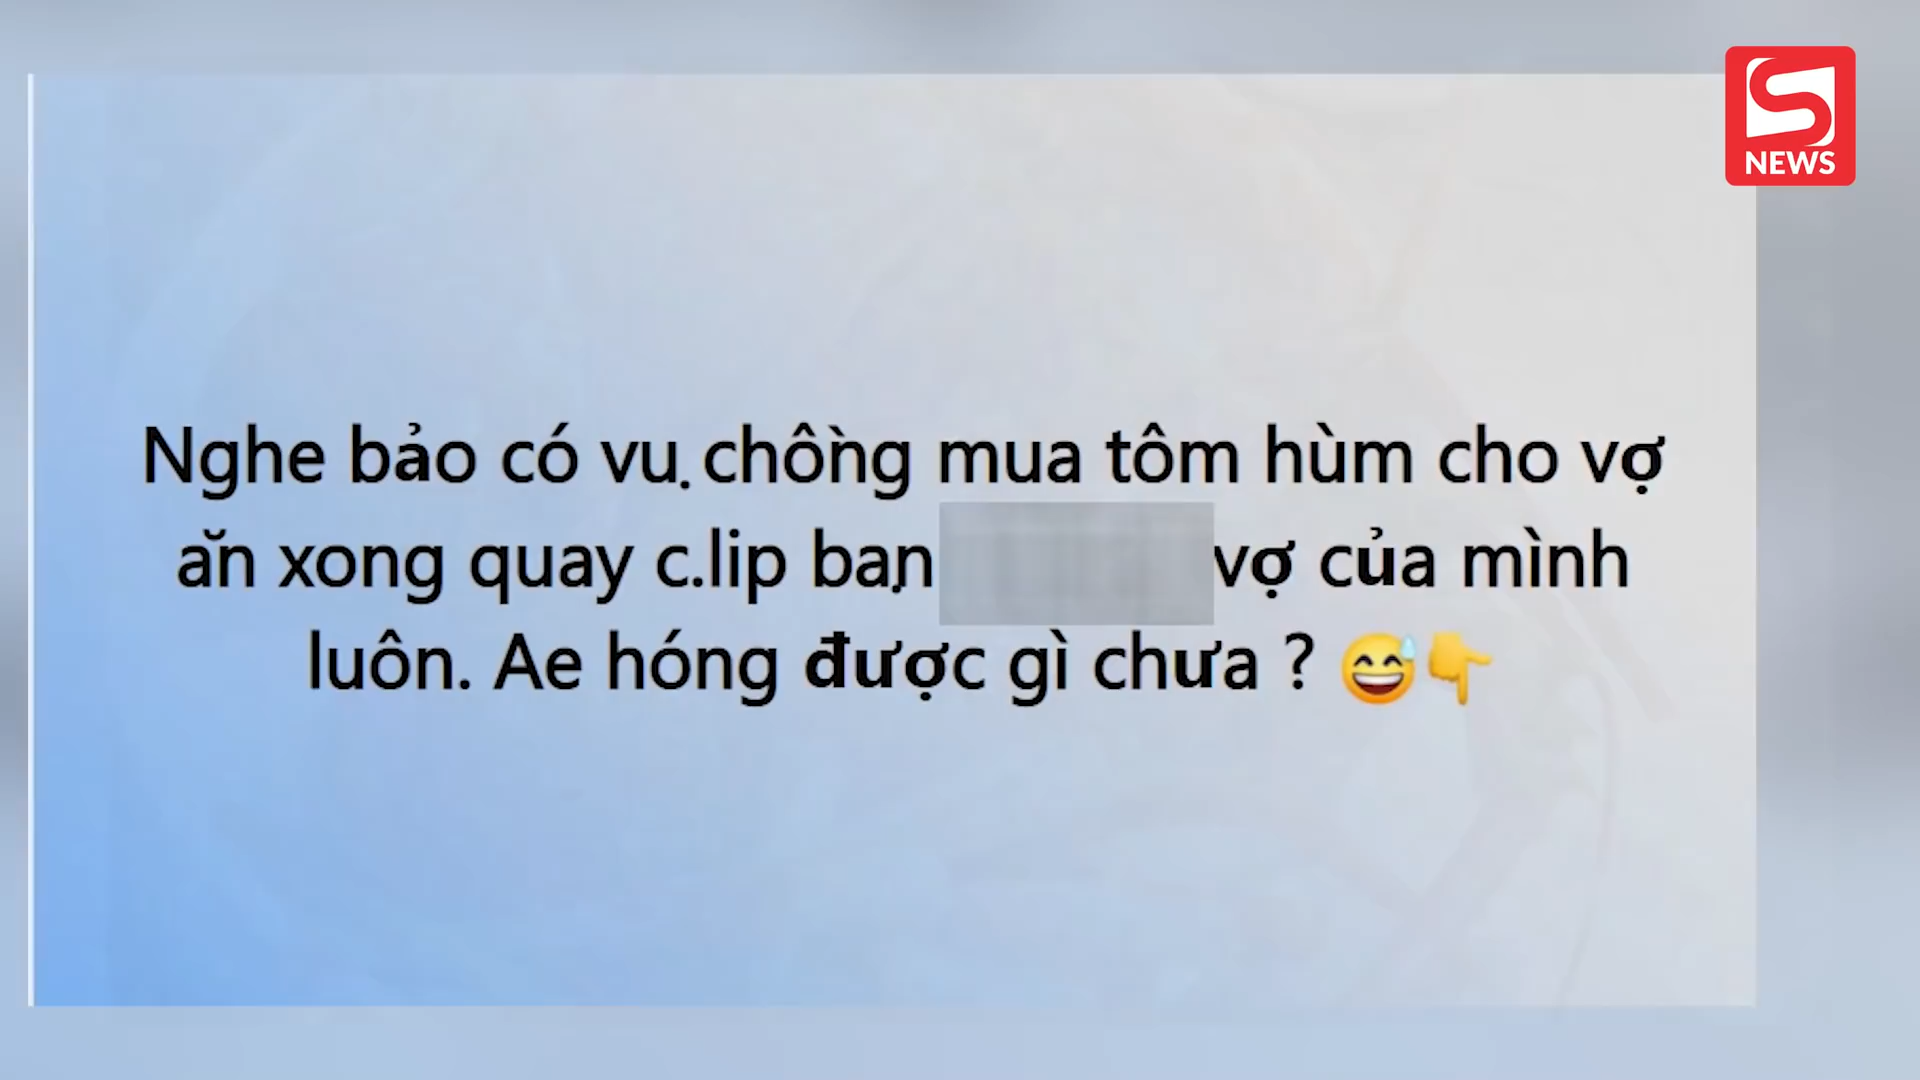 S
NEWS
Nghe bảo có vụ chồng mua tôm hùm cho vợ
ăn xong quay c.lip bạn vợ của mình
luôn. Ae hóng được gì chưa ? 😅👇